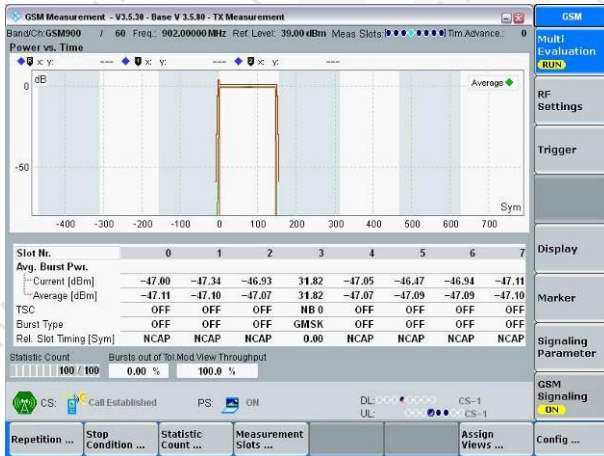 GSM Measurement - V3.5.30 - Base V 3.5.80 - TX Measurement
GSM
Band/Ch: GSM900 / 60 Freq.: 902.00000 MHz Ref. Level: 39.00 dBm Meas Slots: Tim.Advance.: 0
Power vs. Time
x: y: --- x: y: --- x: y: ---
dB
Average
0
-50
Sym
-400 -300 -200 -100 0 100 200 300 400 500 600 700
Slot Nr. 0 1 2 3 4 5 6 7
Avg. Burst Pwr.
Current [dBm] -47.00 -47.34 -46.93 31.82 -47.05 -46.47 -46.94 -47.11
Average [dBm] -47.11 -47.10 -47.07 31.82 -47.07 -47.09 -47.09 -47.10
TSC OFF OFF OFF NB 0 OFF OFF OFF OFF
Burst Type OFF OFF OFF GMSK OFF OFF OFF OFF
Rel. Slot Timing [Sym] NCAP NCAP NCAP 0.00 NCAP NCAP NCAP NCAP
Statistic Count Bursts out of Tol. Mod.View Throughput
100 / 100 0.00 % 100.0 %
CS: Call Established PS: ON DL: CS-1
UL: CS-1
Multi
Evaluation
RUN
RF
Settings
Trigger
Display
Marker
Signaling
Parameter
GSM
Signaling
ON
Repetition ...
Stop
Condition ...
Statistic
Count ...
Measurement
Slots ...
Assign
Views ...
Config ...